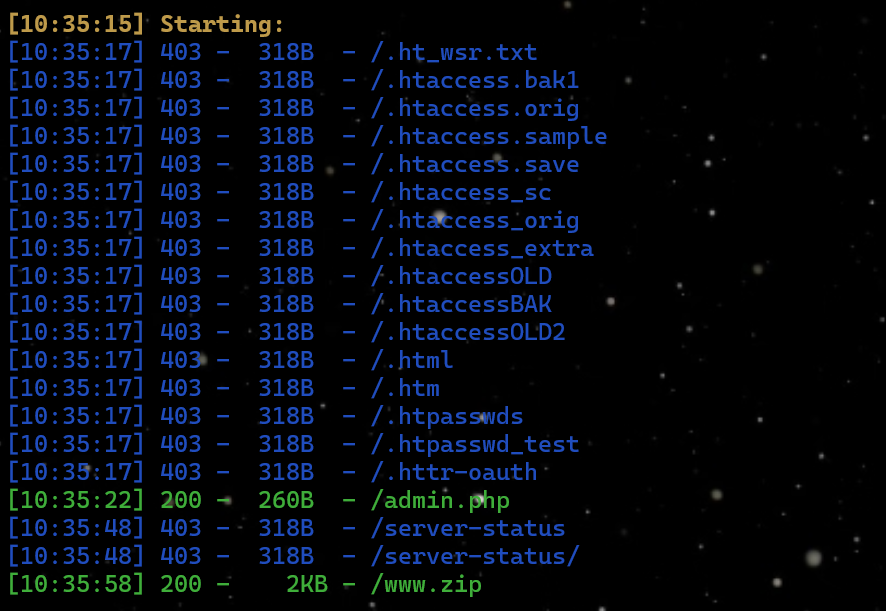 [10:35:15] Starting:
[10:35:17] 403 -  318B  - /.ht_wsr.txt
[10:35:17] 403 -  318B  - /.htaccess.bak1
[10:35:17] 403 -  318B  - /.htaccess.orig
[10:35:17] 403 -  318B  - /.htaccess.sample
[10:35:17] 403 -  318B  - /.htaccess.save
[10:35:17] 403 -  318B  - /.htaccess_sc
[10:35:17] 403 -  318B  - /.htaccess_orig
[10:35:17] 403 -  318B  - /.htaccess_extra
[10:35:17] 403 -  318B  - /.htaccessOLD
[10:35:17] 403 -  318B  - /.htaccessBAK
[10:35:17] 403 -  318B  - /.htaccessOLD2
[10:35:17] 403 -  318B  - /.html
[10:35:17] 403 -  318B  - /.htm
[10:35:17] 403 -  318B  - /.htpasswds
[10:35:17] 403 -  318B  - /.htpasswd_test
[10:35:17] 403 -  318B  - /.httr-oauth
[10:35:22] 200 -  260B  - /admin.php
[10:35:48] 403 -  318B  - /server-status
[10:35:48] 403 -  318B  - /server-status/
[10:35:58] 200 -    2KB - /www.zip